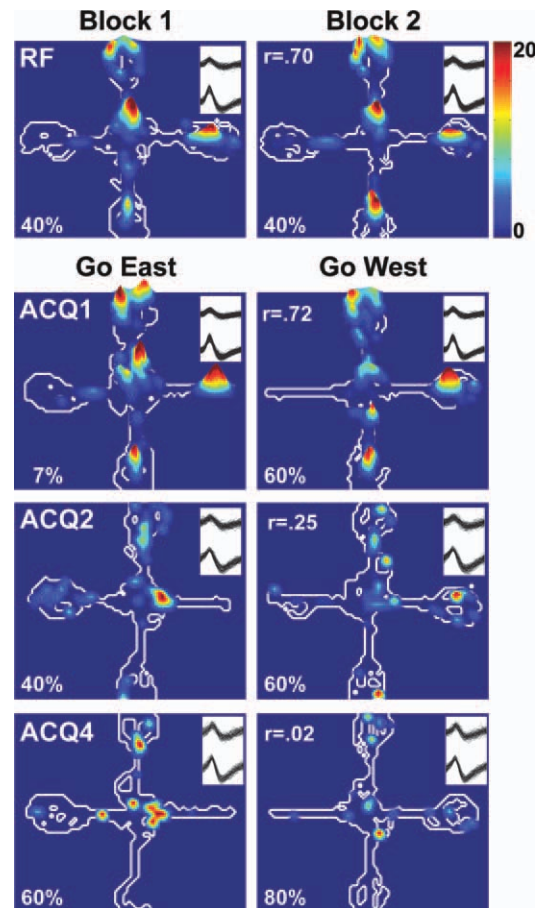 Block 1 Block 2
RF r=.70 20
40% 40% 0
Go East Go West
ACQ1 r=.72
7% 60%
ACQ2 r=.25
40% 60%
ACQ4 r=.02
60% 80%